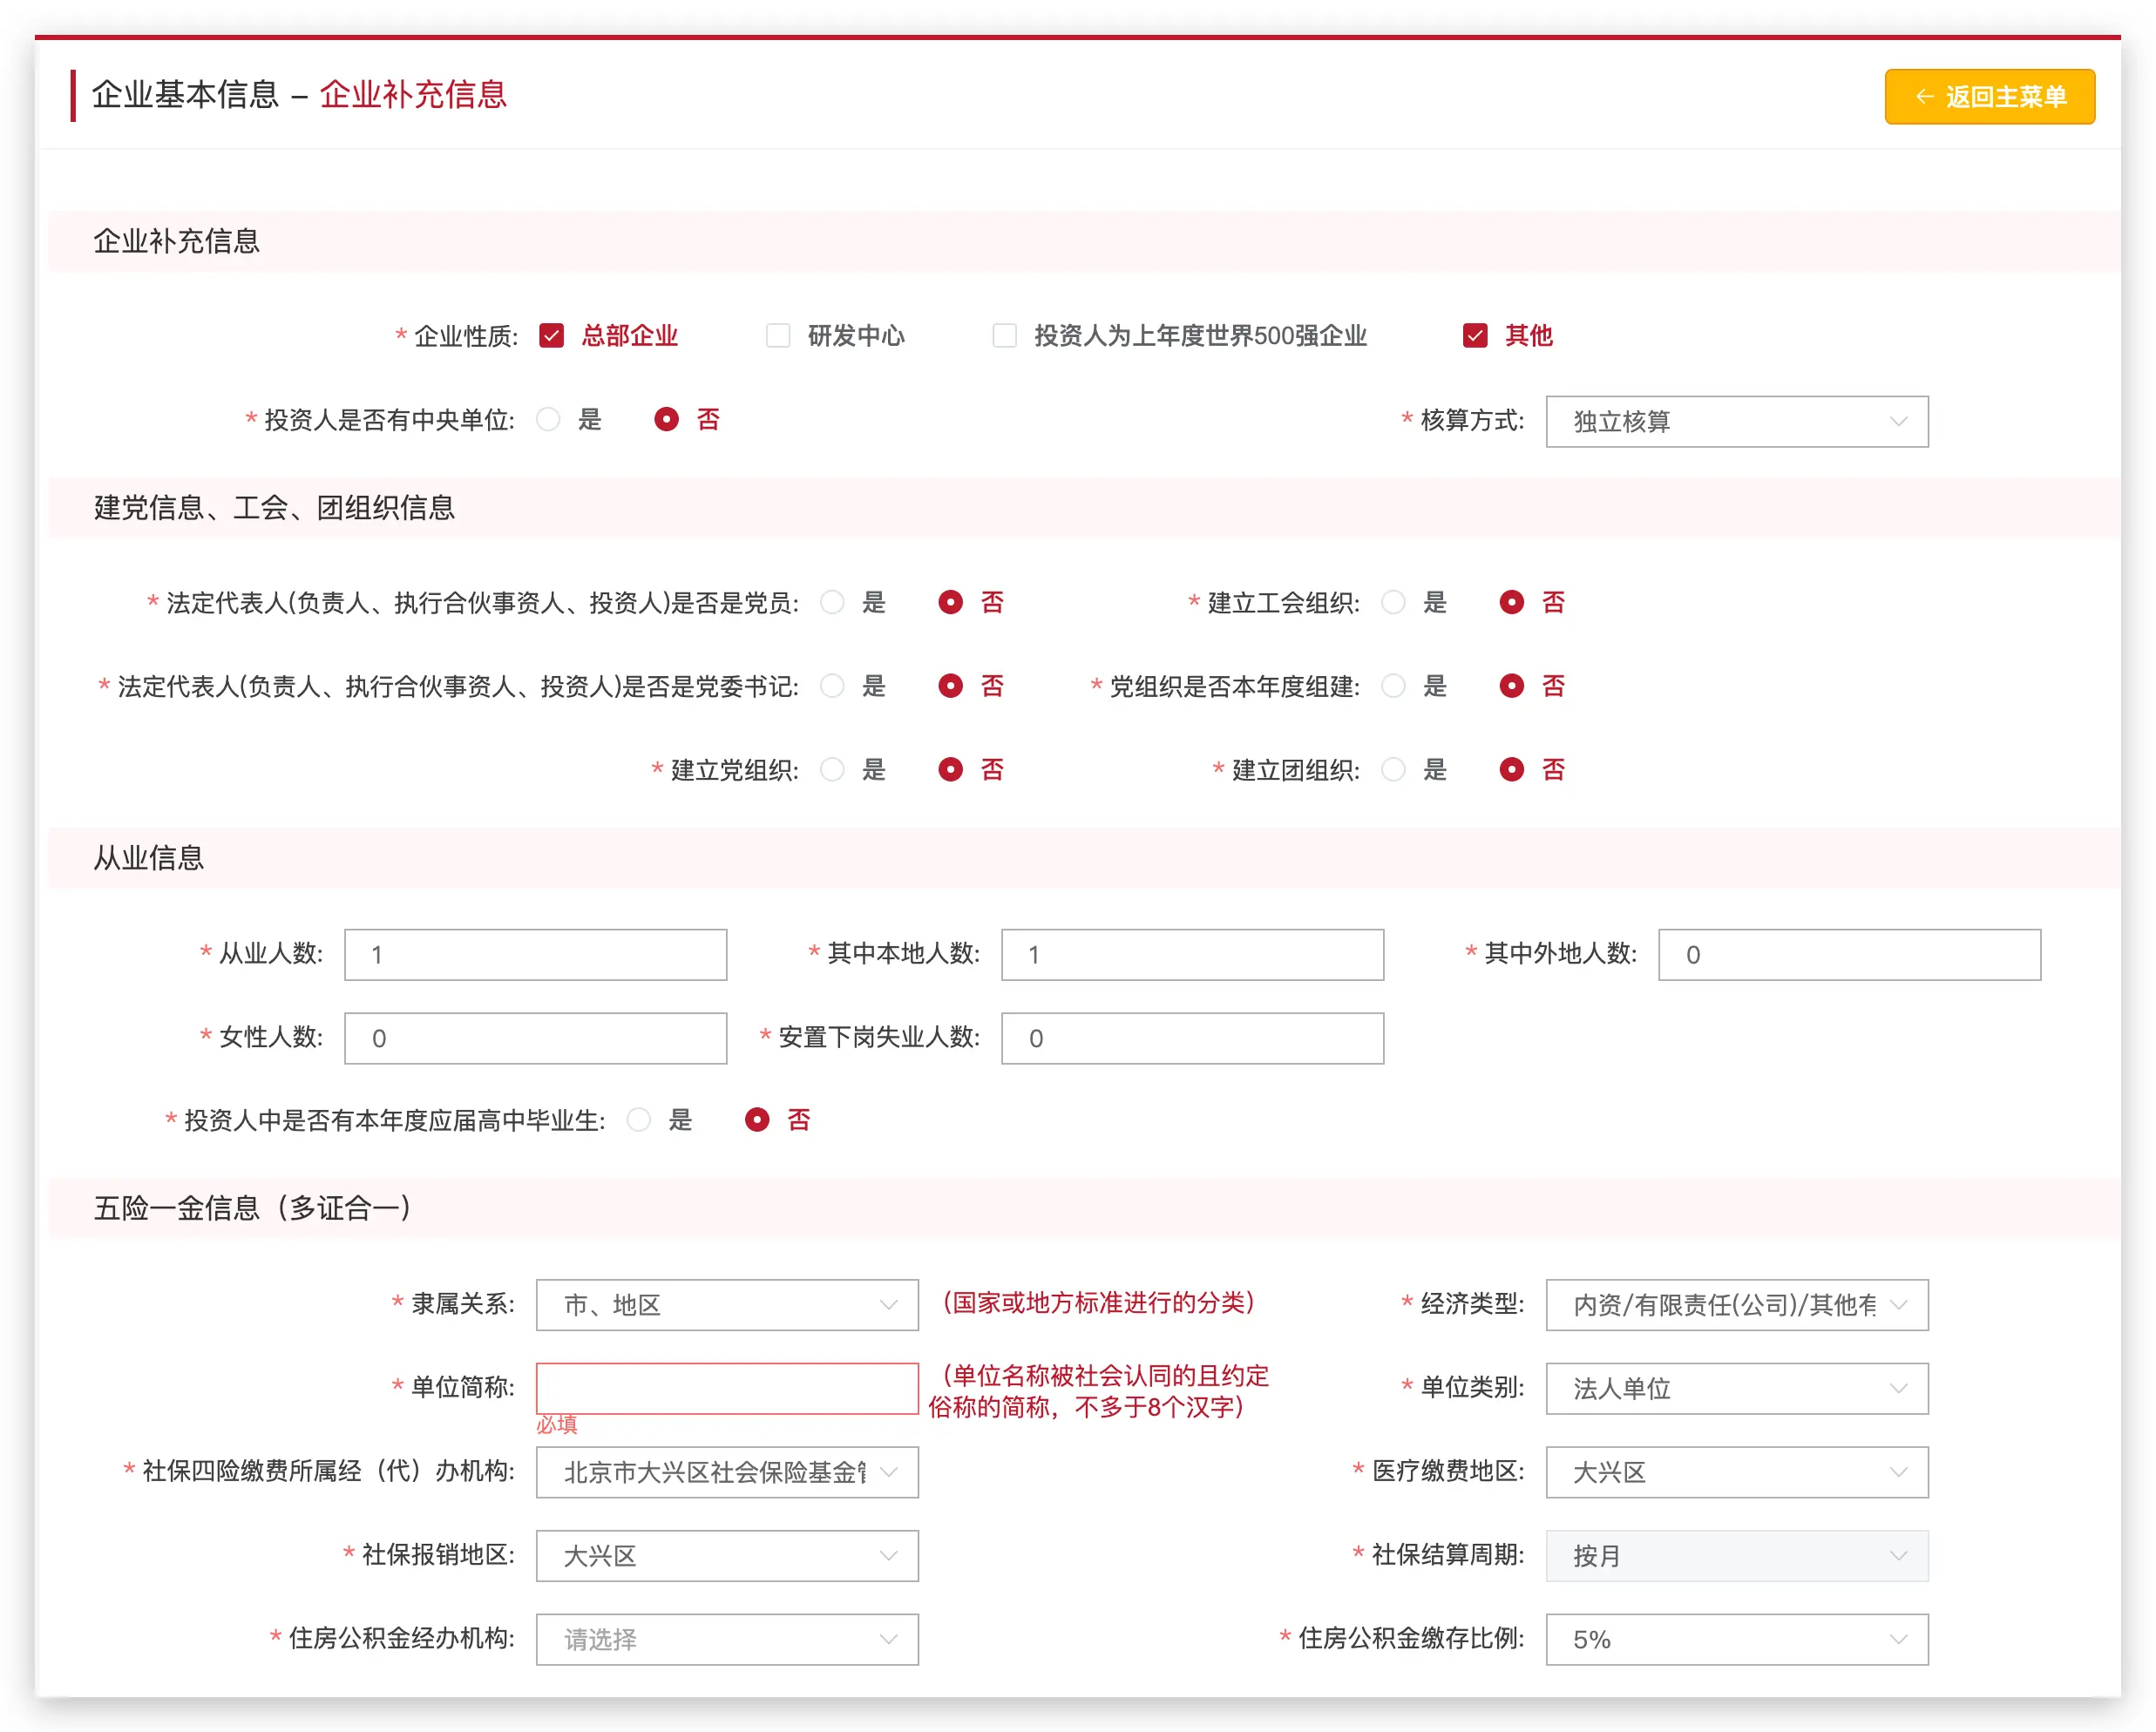 企业基本信息 – 企业补充信息
← 返回主菜单
企业补充信息
* 企业性质: 总部企业 研发中心 投资人为上年度世界500强企业 其他
* 投资人是否有中央单位: 是 否 * 核算方式: 独立核算
建党信息、工会、团组织信息
* 法定代表人(负责人、执行合伙事资人、投资人)是否是党员: 是 否 * 建立工会组织: 是 否
* 法定代表人(负责人、执行合伙事资人、投资人)是否是党委书记: 是 否 * 党组织是否本年度组建: 是 否
* 建立党组织: 是 否 * 建立团组织: 是 否
从业信息
* 从业人数: 1 * 其中本地人数: 1 * 其中外地人数: 0
* 女性人数: 0 * 安置下岗失业人数: 0
* 投资人中是否有本年度应届高中毕业生: 是 否
五险一金信息（多证合一）
* 隶属关系: 市、地区 （国家或地方标准进行的分类） * 经济类型: 内资/有限责任(公司)/其他有
* 单位简称: （单位名称被社会认同的且约定
俗称的简称，不多于8个汉字） * 单位类别: 法人单位
必填
* 社保四险缴费所属经（代）办机构: 北京市大兴区社会保险基金 * 医疗缴费地区: 大兴区
* 社保报销地区: 大兴区 * 社保结算周期: 按月
* 住房公积金经办机构: 请选择 * 住房公积金缴存比例: 5%